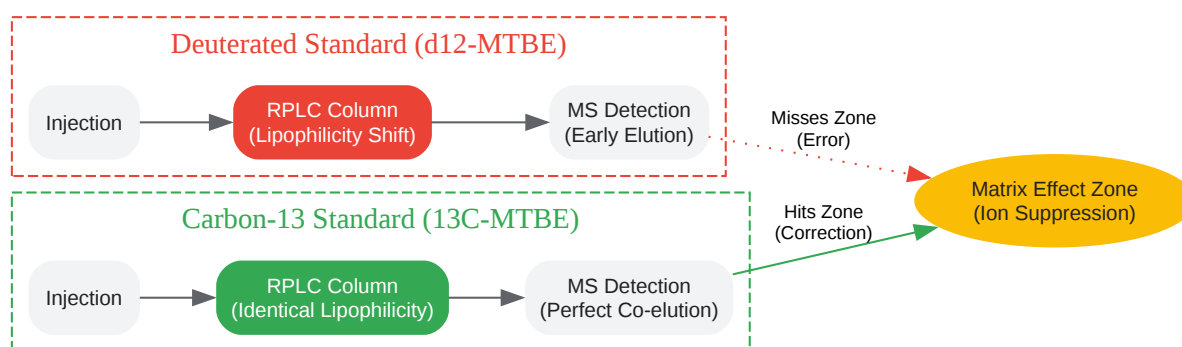 Deuterated Standard (d12-MTBE)
Injection
RPLC Column
(Lipophilicity Shift)
MS Detection
(Early Elution)
Misses Zone
(Error)
Matrix Effect Zone
(Ion Suppression)
Carbon-13 Standard (13C-MTBE)
Hits Zone
(Correction)
Injection
RPLC Column
(Identical Lipophilicity)
MS Detection
(Perfect Co-elution)